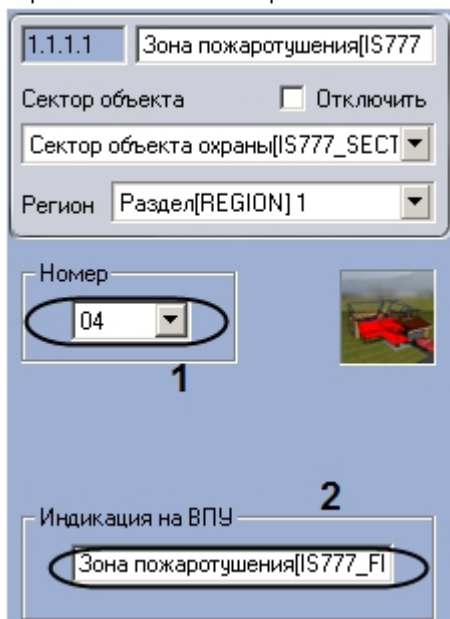 1.1.1.1 Зона пожаротушения[IS777
Сектор объекта Отключить
Сектор объекта охраны[IS777_SECT
Регион Раздел[REGION] 1
Номер
04
1
2
Индикация на ВПУ
Зона пожаротушения[IS777_FI